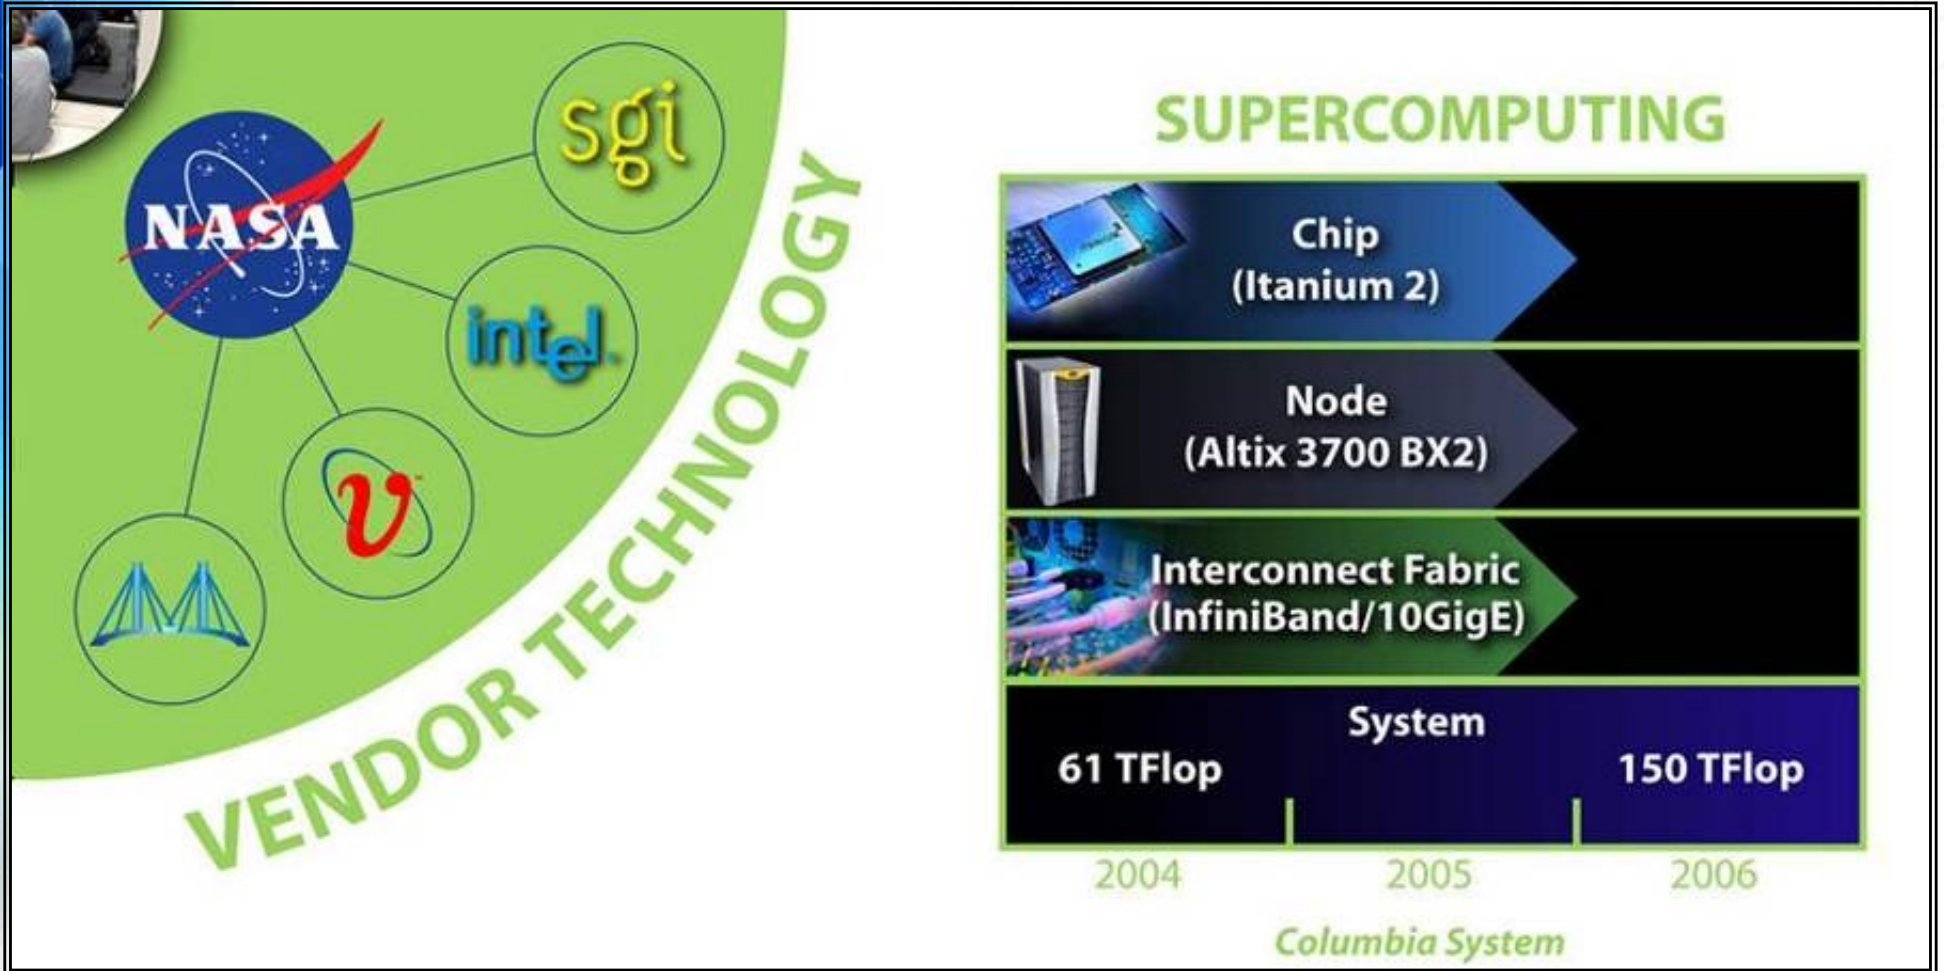 NASA
sgi
intel
v
VENDOR TECHNOLOGY
SUPERCOMPUTING
Chip
(Itanium 2)
Node
(Altix 3700 BX2)
Interconnect Fabric
(InfiniBand/10GigE)
System
61 TFlop
150 TFlop
2004
2005
2006
Columbia System